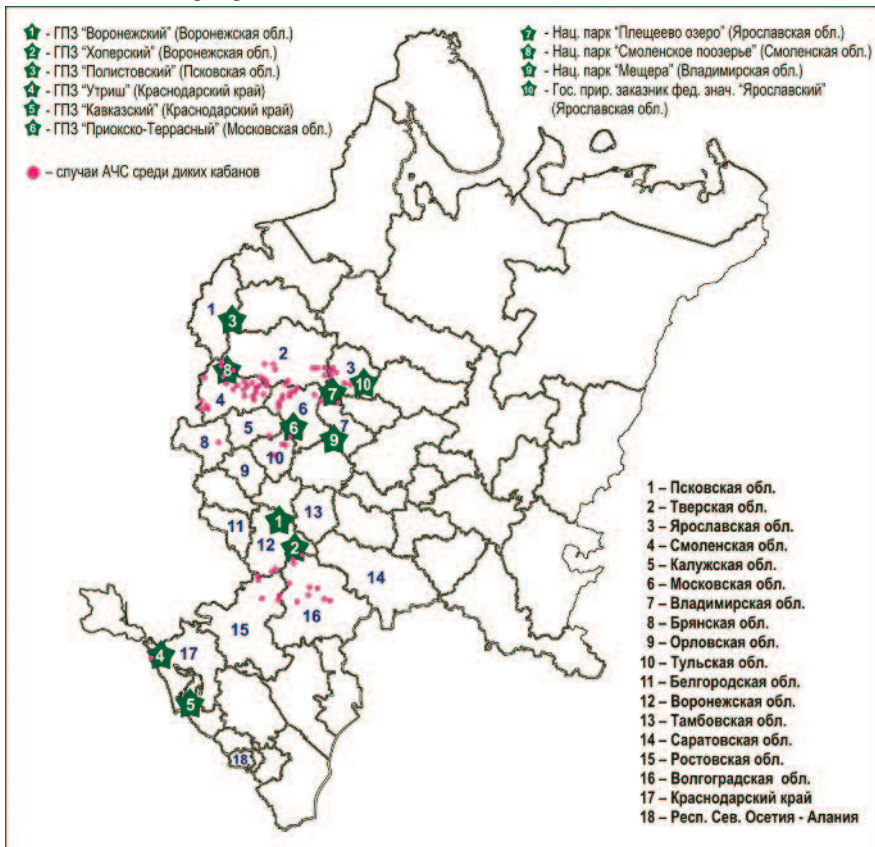 1 - ГПЗ "Воронежский" (Воронежская обл.)
2 - ГПЗ "Хоперский" (Воронежская обл.)
3 - ГПЗ "Полистовский" (Псковская обл.)
4 - ГПЗ "Утриш" (Краснодарский край)
5 - ГПЗ "Кавказский" (Краснодарский край)
6 - ГПЗ "Приокско-Террасный" (Московская обл.)
– случаи АЧС среди диких кабанов
7 - Нац. парк "Плещеево озеро" (Ярославская обл.)
8 - Нац. парк "Смоленское поозерье" (Смоленская обл.)
9 - Нац. парк "Мещера" (Владимирская обл.)
10 - Гос. прир. заказник фед. знач. "Ярославский"
(Ярославская обл.)
1
3
2
8
3
10
7
4
6
5
6
7
8
10
9
9
1
13
11
12
2
14
16
15
4
17
5
18
1 – Псковская обл.
2 – Тверская обл.
3 – Ярославская обл.
4 – Смоленская обл.
5 – Калужская обл.
6 – Московская обл.
7 – Владимирская обл.
8 – Брянская обл.
9 – Орловская обл.
10 – Тульская обл.
11 – Белгородская обл.
12 – Воронежская обл.
13 – Тамбовская обл.
14 – Саратовская обл.
15 – Ростовская обл.
16 – Волгоградская обл.
17 – Краснодарский край
18 – Респ. Сев. Осетия - Алания